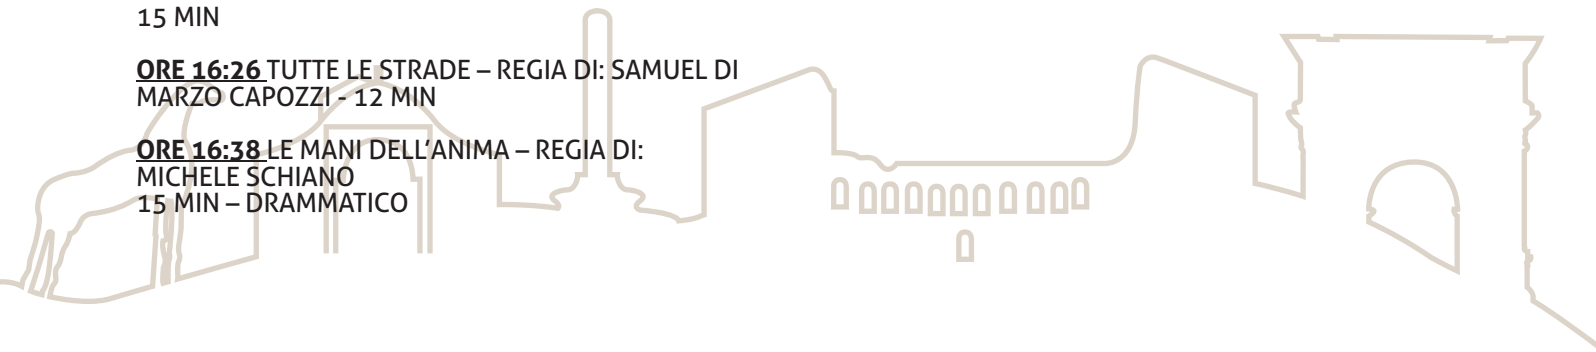 15 MIN
ORE 16:26 TUTTE LE STRADE – REGIA DI: SAMUEL DI
MARZO CAPOZZI - 12 MIN
ORE 16:38 LE MANI DELL’ANIMA – REGIA DI:
MICHELE SCHIANO
15 MIN – DRAMMATICO